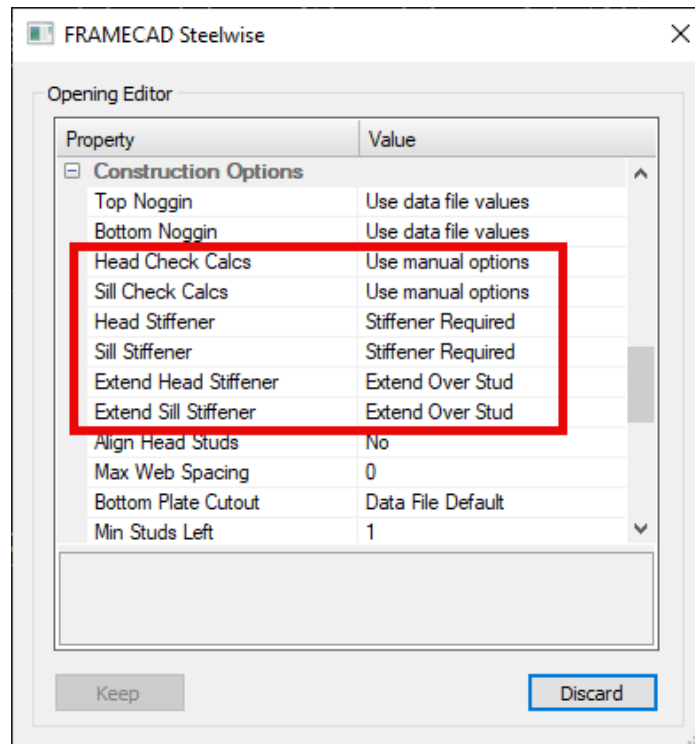 FRAMECAD Steelwise
Opening Editor
Property Value
Construction Options
Top Noggin Use data file values
Bottom Noggin Use data file values
Head Check Calcs Use manual options
Sill Check Calcs Use manual options
Head Stiffener Stiffener Required
Sill Stiffener Stiffener Required
Extend Head Stiffener Extend Over Stud
Extend Sill Stiffener Extend Over Stud
Align Head Studs No
Max Web Spacing 0
Bottom Plate Cutout Data File Default
Min Studs Left 1
Keep Discard